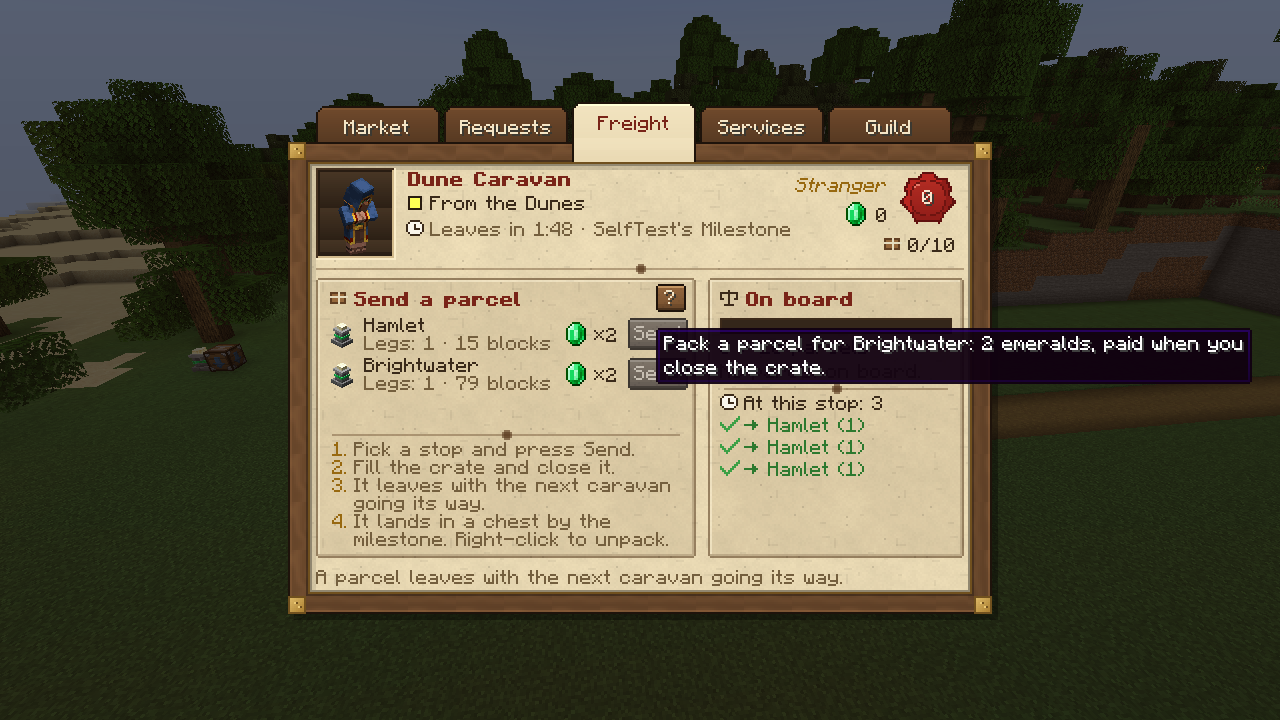 Market
Requests
Freight
Services
Guild
Dune Caravan
From the Dunes
Leaves in 1:48 · SelfTest's Milestone
Stranger
0
0
0/10
Send a parcel
?
Hamlet
Legs: 1 · 15 blocks
×2
Brightwater
Legs: 1 · 79 blocks
×2
1. Pick a stop and press Send.
2. Fill the crate and close it.
3. It leaves with the next caravan
going its way.
4. It lands in a chest by the
milestone. Right-click to unpack.
On board
Pack a parcel for Brightwater: 2 emeralds, paid when you
close the crate.
on board.
At this stop: 3
→ Hamlet (1)
→ Hamlet (1)
→ Hamlet (1)
A parcel leaves with the next caravan going its way.